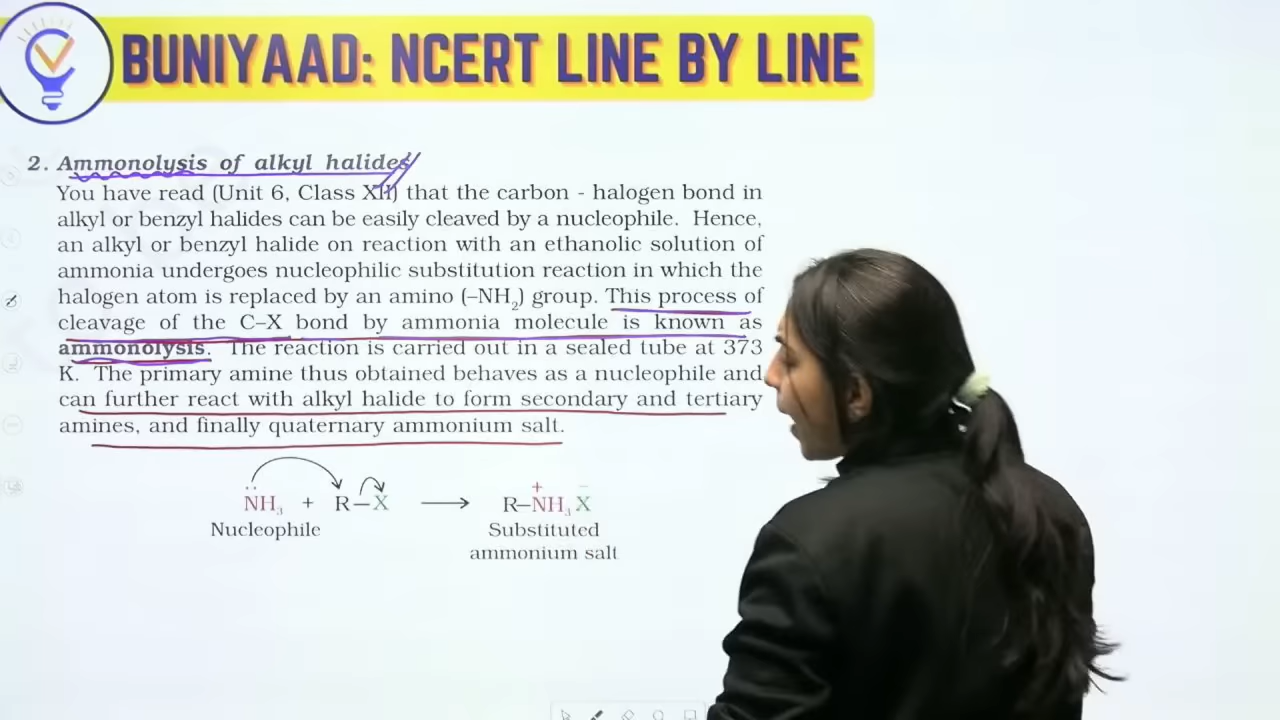 BUNIYAAD: NCERT LINE BY LINE
2. Ammonolysis of alkyl halides
You have read (Unit 6, Class XII) that the carbon - halogen bond in
alkyl or benzyl halides can be easily cleaved by a nucleophile. Hence,
an alkyl or benzyl halide on reaction with an ethanolic solution of
ammonia undergoes nucleophilic substitution reaction in which the
halogen atom is replaced by an amino (–NH₂) group. This process of
cleavage of the C–X bond by ammonia molecule is known as
ammonolysis. The reaction is carried out in a sealed tube at 373
K. The primary amine thus obtained behaves as a nucleophile and
can further react with alkyl halide to form secondary and tertiary
amines, and finally quaternary ammonium salt.
N̈H₃ + R–X ⟶ R–N⁺H₃ X⁻
Nucleophile Substituted
ammonium salt